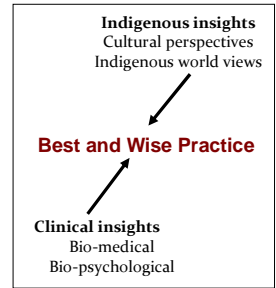 Indigenous insights
Cultural perspectives
Indigenous world views
Best and Wise Practice
Clinical insights
Bio-medical
Bio-psychological